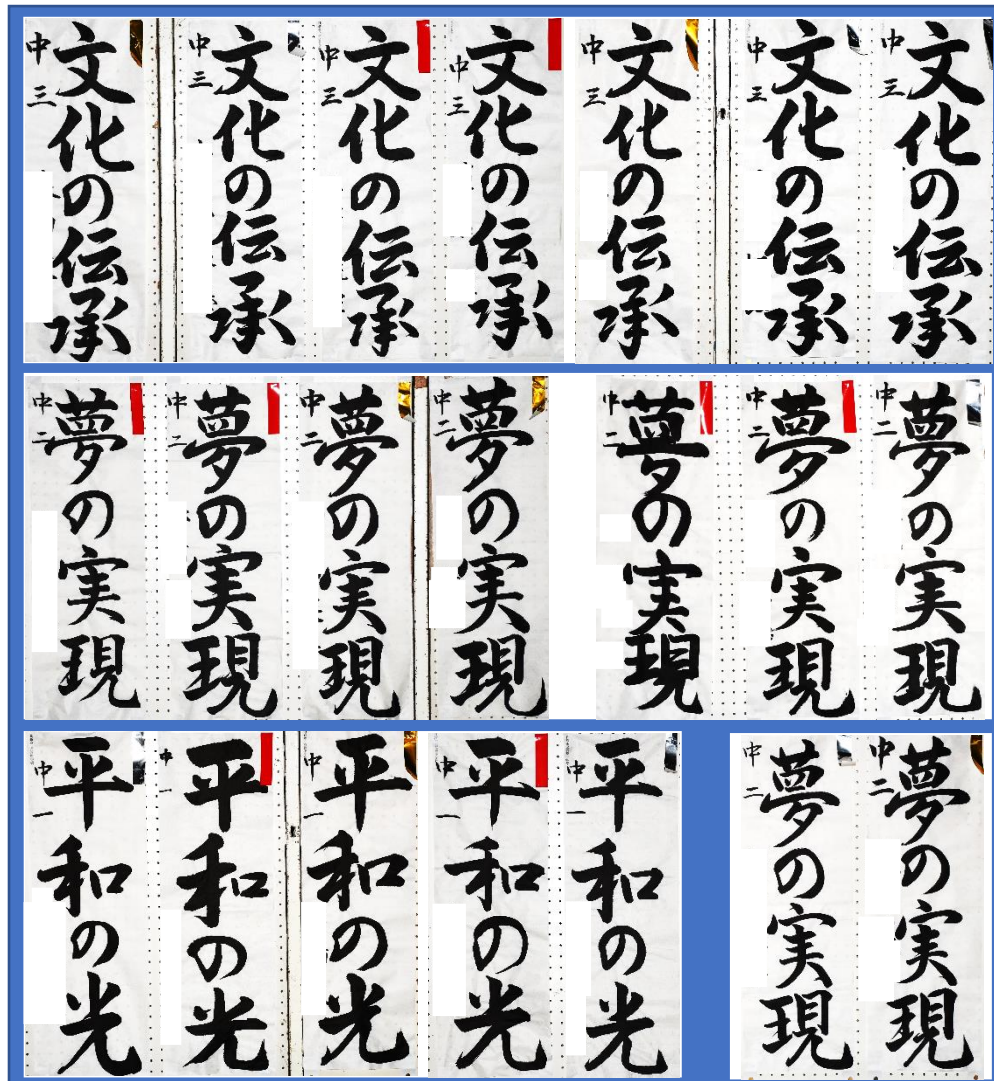 文化の伝承
中三
文化の伝承
中三
文化の伝承
中三
文化の伝承
中三
文化の伝承
中三
文化の伝承
中三
文化の伝承
中三
夢の実現
中二
夢の実現
中二
夢の実現
中二
夢の実現
中二
夢の実現
中二
夢の実現
中二
夢の実現
中二
平和の光
中一
平和の光
中一
平和の光
中一
平和の光
中一
平和の光
中一
夢の実現
中二
夢の実現
中二